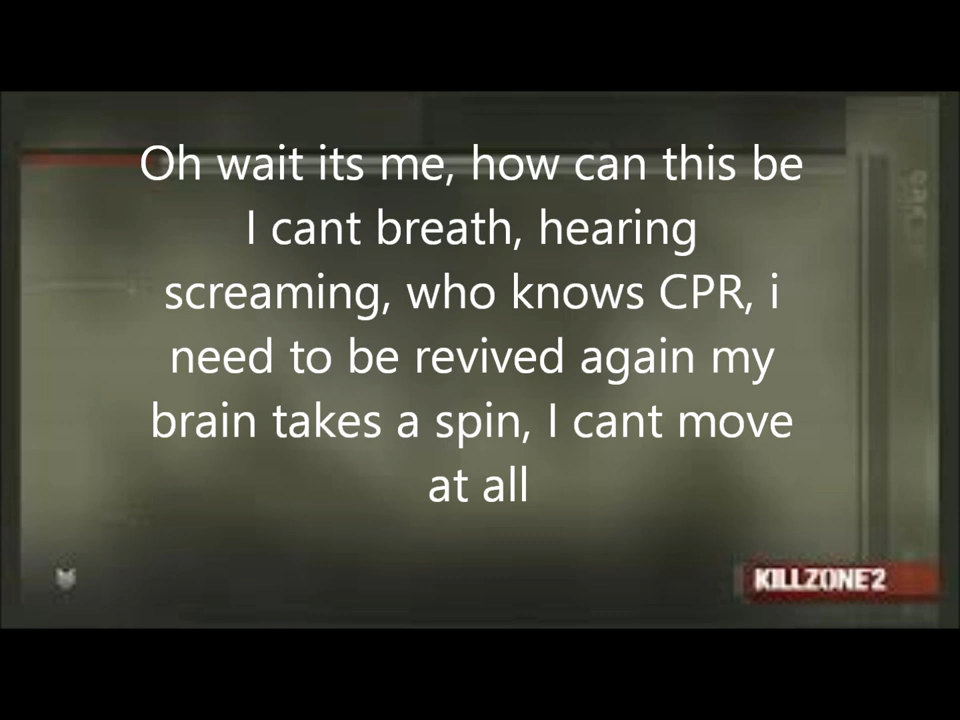 Oh wait its me, how can this be
I cant breath, hearing
screaming, who knows CPR, i
need to be revived again my
brain takes a spin, I cant move
at all
KILLZONE2